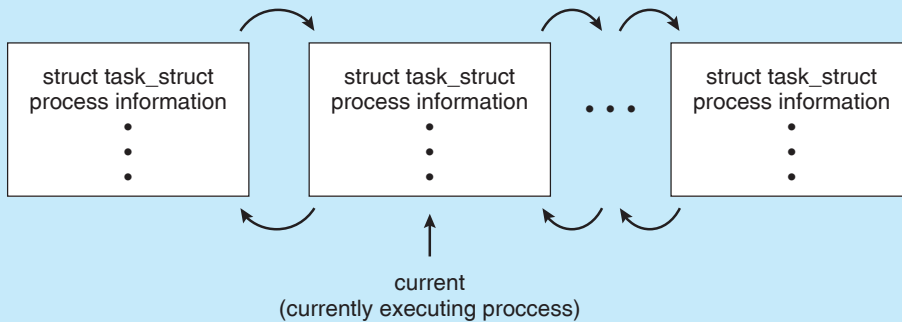 struct task_struct
process information
•
•
•
struct task_struct
process information
•
•
•
• • •
struct task_struct
process information
•
•
•
current
(currently executing proccess)